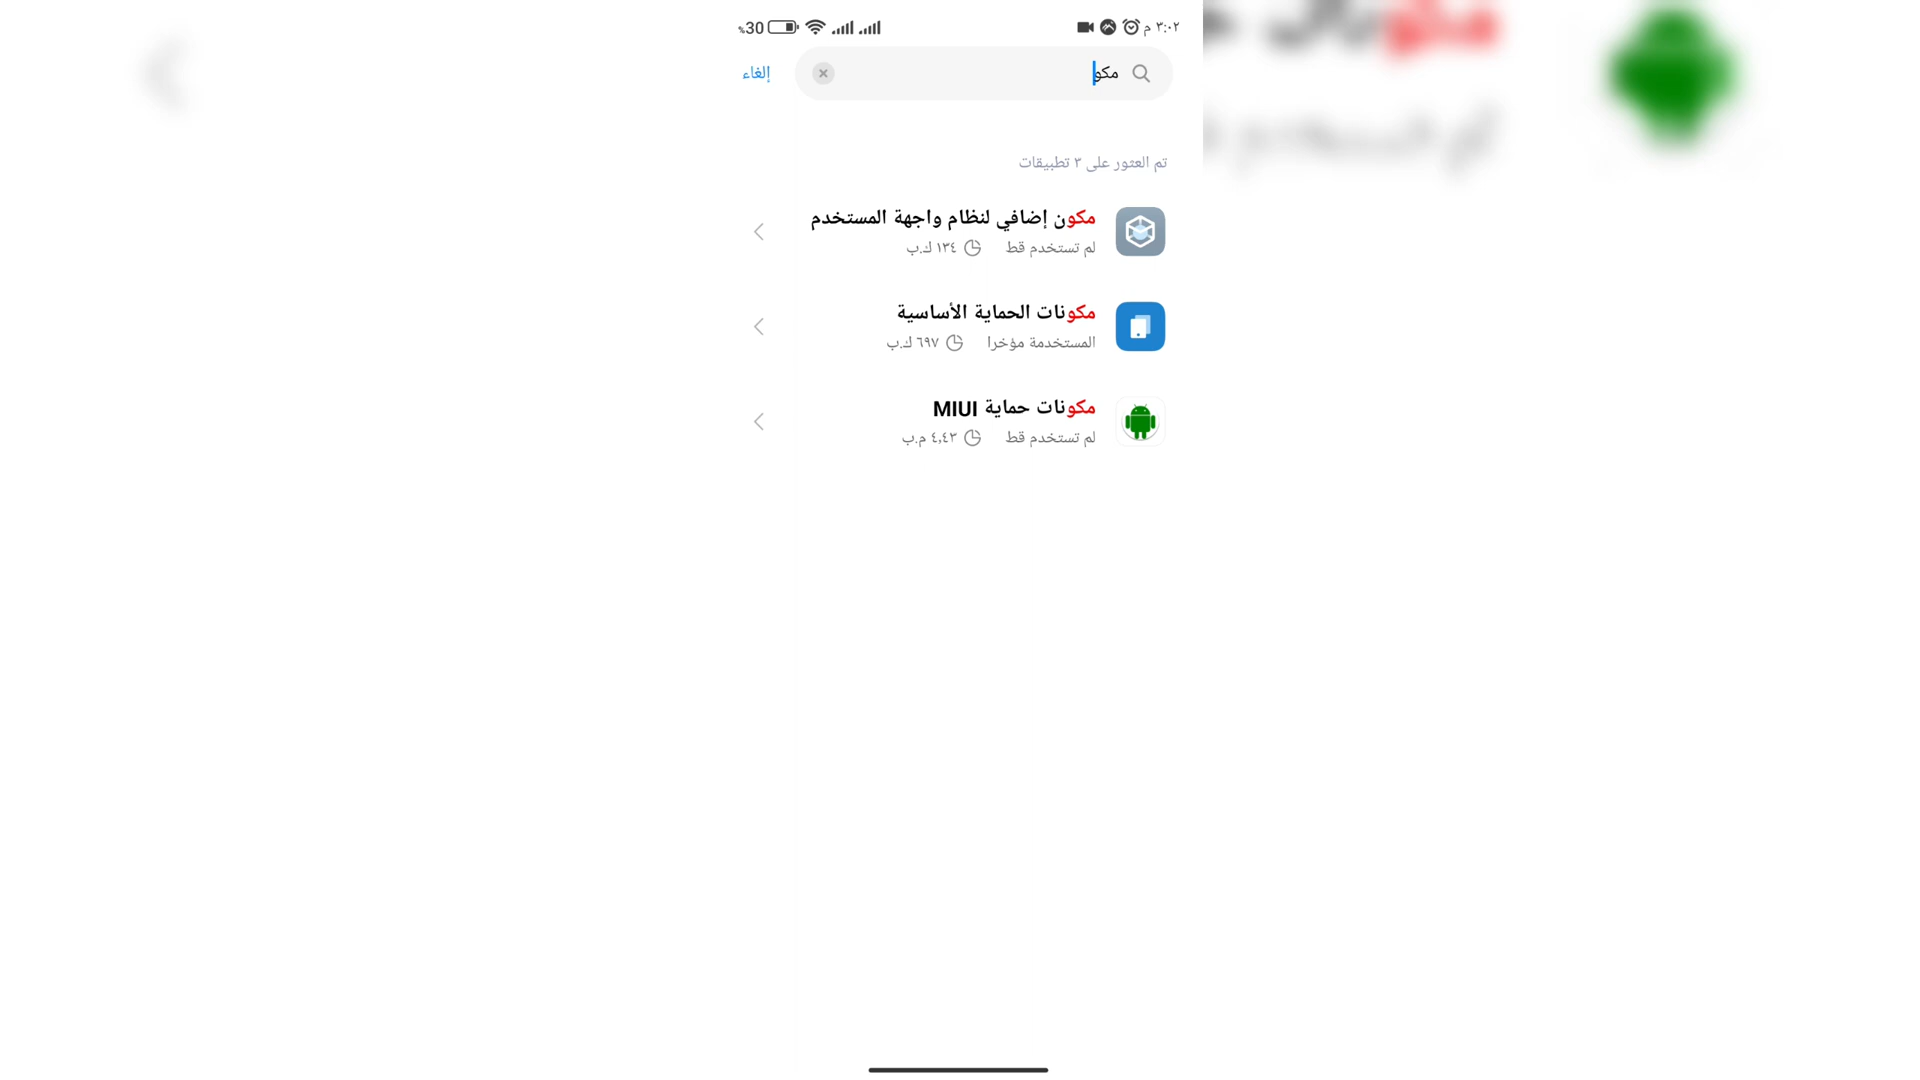 ٣:٠٢ م
%30
مكو
إلغاء
تم العثور على ٣ تطبيقات
مكون إضافي لنظام واجهة المستخدم
لم تستخدم قط ١٣٤ ك.ب
مكونات الحماية الأساسية
المستخدمة مؤخرا ٦٩٧ ك.ب
مكونات حماية MIUI
لم تستخدم قط ٤,٤٣ م.ب